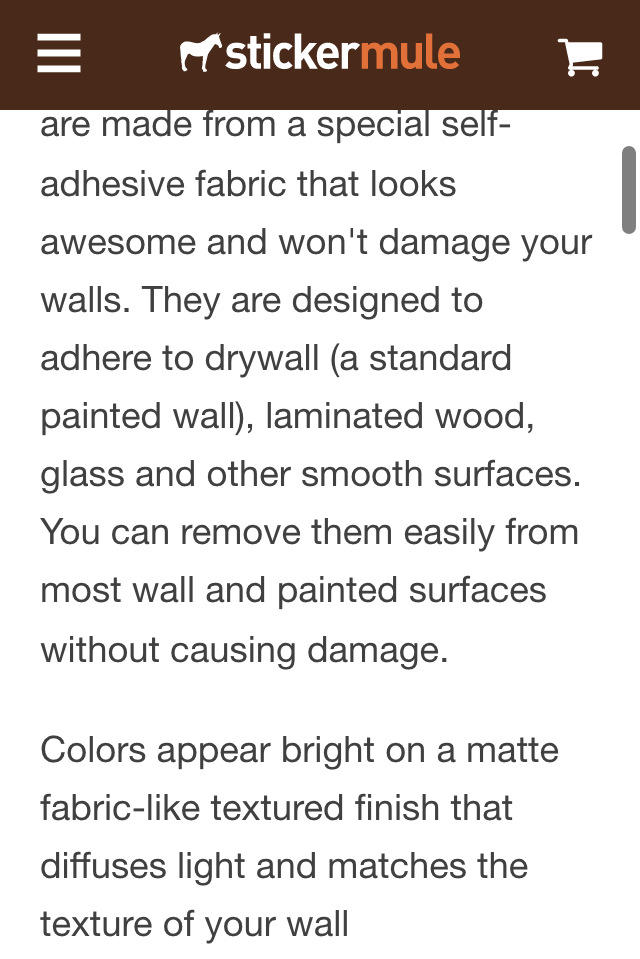 stickermule
are made from a special self-
adhesive fabric that looks
awesome and won't damage your
walls. They are designed to
adhere to drywall (a standard
painted wall), laminated wood,
glass and other smooth surfaces.
You can remove them easily from
most wall and painted surfaces
without causing damage.
Colors appear bright on a matte
fabric-like textured finish that
diffuses light and matches the
texture of your wall